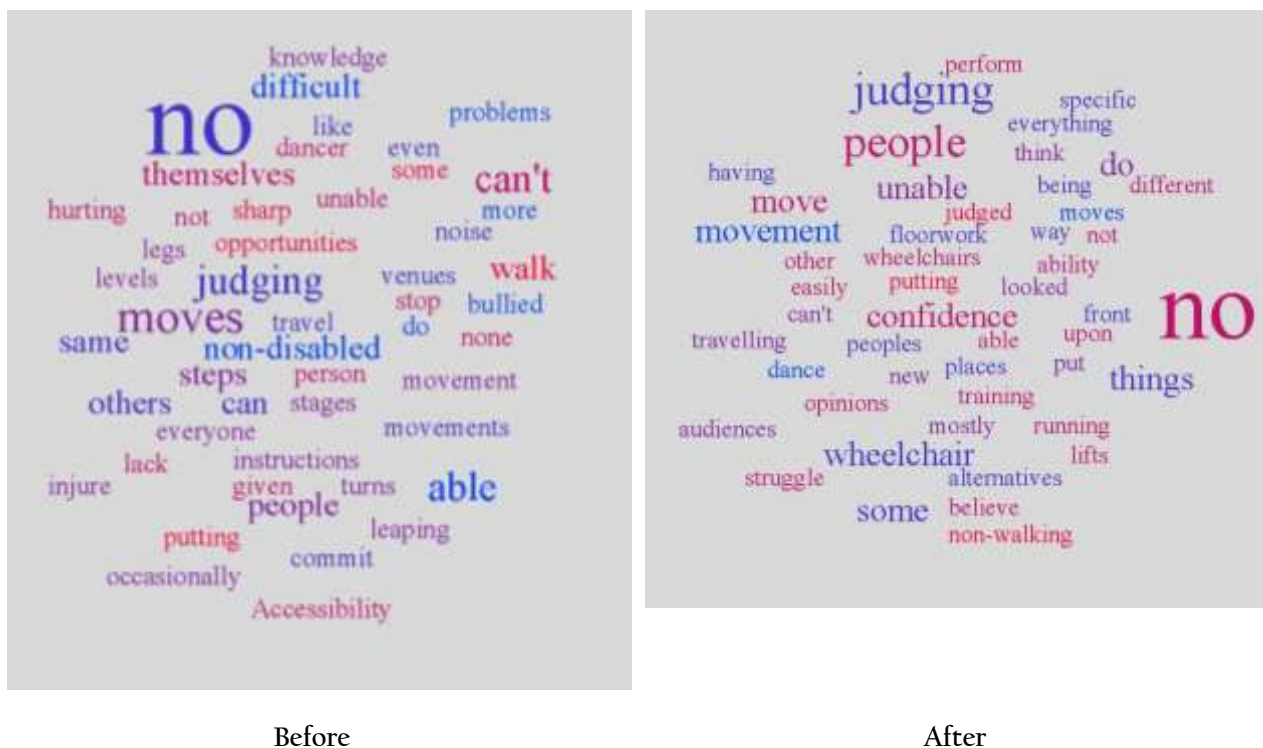 knowledge
difficult
no
like
problems
dancer
even
themselves
some
can't
hurting
not
sharp
unable
more
legs
opportunities
noise
levels
judging
venues
walk
moves
travel
stop
bullied
same
non-disabled
do
none
steps
person
movement
others
can
stages
everyone
movements
lack
instructions
injure
given
turns
able
people
putting
leaping
commit
occasionally
Accessibility
Before
perform
judging
specific
everything
people
think
do
having
unable
being
different
move
judged
moves
movement
floorwork
way
not
other
wheelchairs
ability
easily
putting
looked
no
can't
confidence
front
travelling
peoples
able
upon
dance
new
places
put
things
opinions
training
audiences
mostly
running
wheelchair
lifts
struggle
alternatives
some
believe
non-walking
After